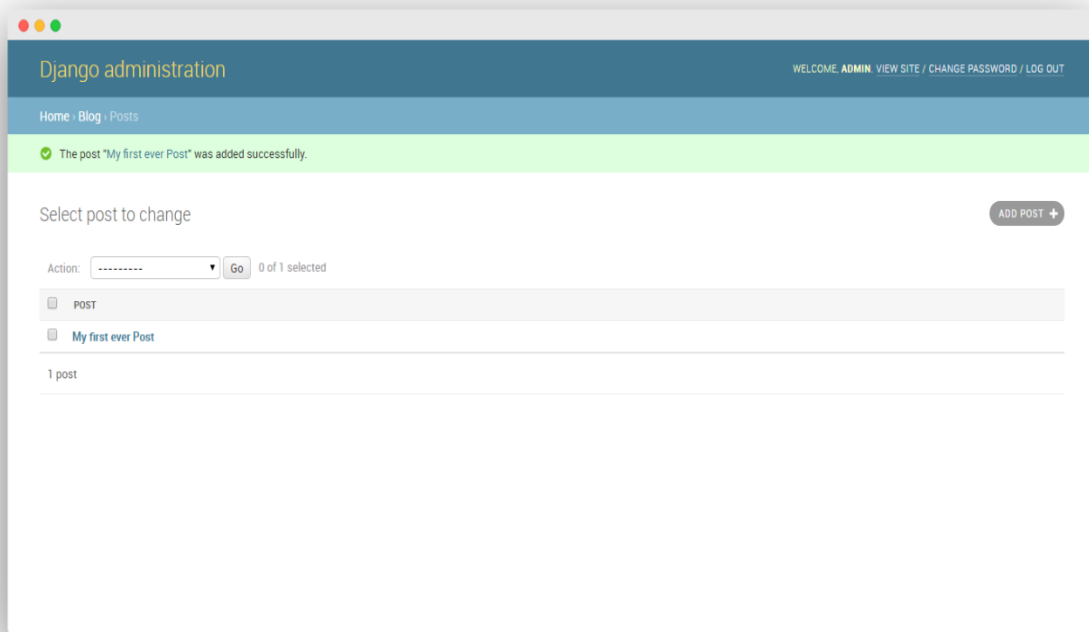 Django administration
WELCOME, ADMIN. VIEW SITE / CHANGE PASSWORD / LOG OUT
Home › Blog › Posts
The post "My first ever Post" was added successfully.
Select post to change
ADD POST +
Action: --------- Go 0 of 1 selected
POST
My first ever Post
1 post